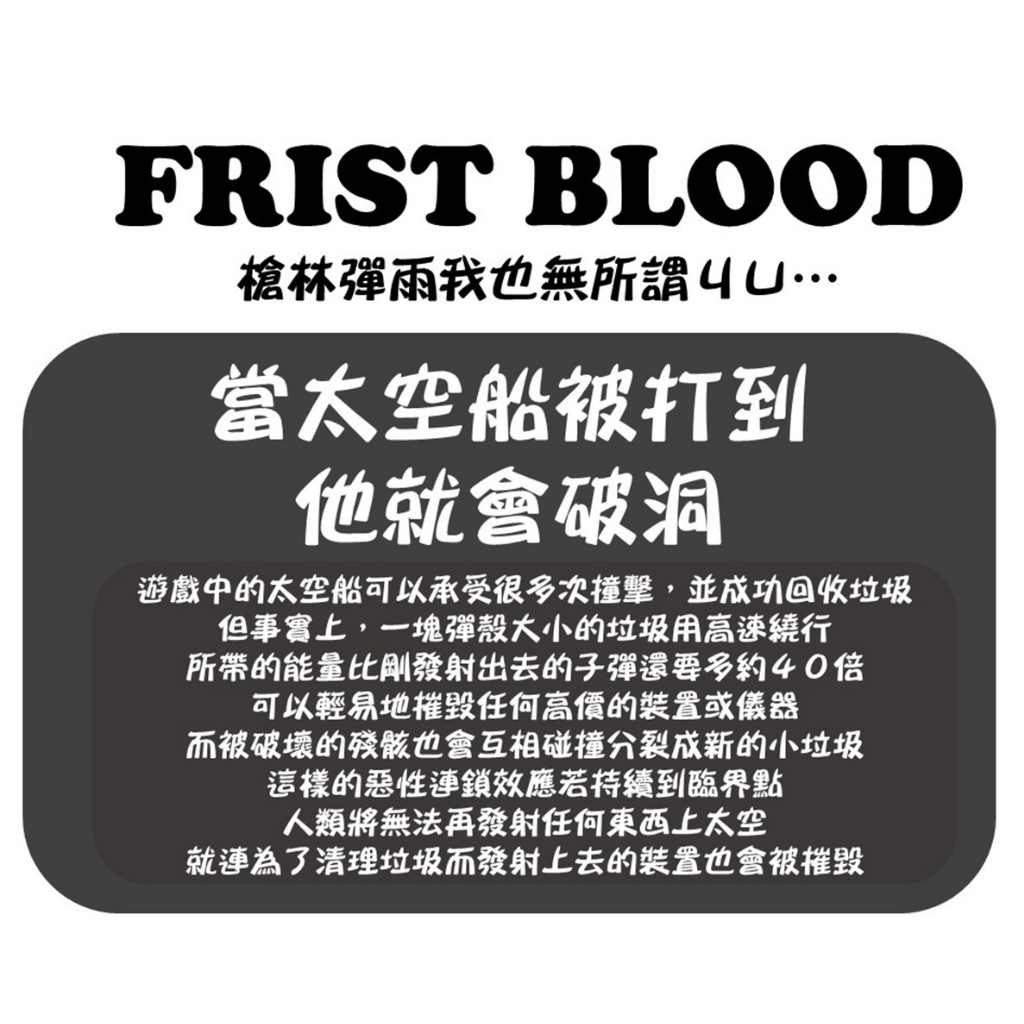 FRIST BLOOD
槍林彈雨我也無所謂ㄐㄩ…
當太空船被打到
他就會破洞
遊戲中的太空船可以承受很多次撞擊，並成功回收垃圾
但事實上，一塊彈殼大小的垃圾用高速繞行
所帶的能量比剛發射出去的子彈還要多約４０倍
可以輕易地摧毀任何高價的裝置或儀器
而被破壞的殘骸也會互相碰撞分裂成新的小垃圾
這樣的惡性連鎖效應若持續到臨界點
人類將無法再發射任何東西上太空
就連為了清理垃圾而發射上去的裝置也會被摧毀